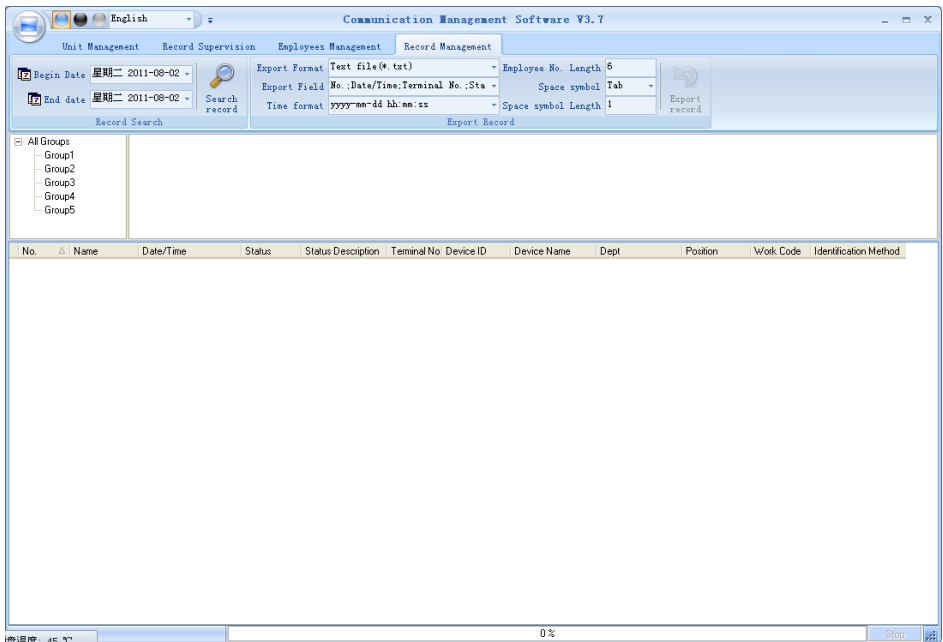 English
Communication Management Software V3.7
Unit Management Record Supervision Employees Management Record Management
Begin Date 星期二 2011-08-02
End date 星期二 2011-08-02
Search record
Record Search
Export Format Text file(*.txt) Employee No. Length 6
Export Field No.;Date/Time;Terminal No.;Sta Space symbol Tab
Time format yyyy-mm-dd hh:mm:ss Space symbol Length 1
Export record
Export Record
All Groups
Group1
Group2
Group3
Group4
Group5
No. Name Date/Time Status Status Description Terminal No Device ID Device Name Dept Position Work Code Identification Method
盘温度: 45 ℃ 0 % Stop